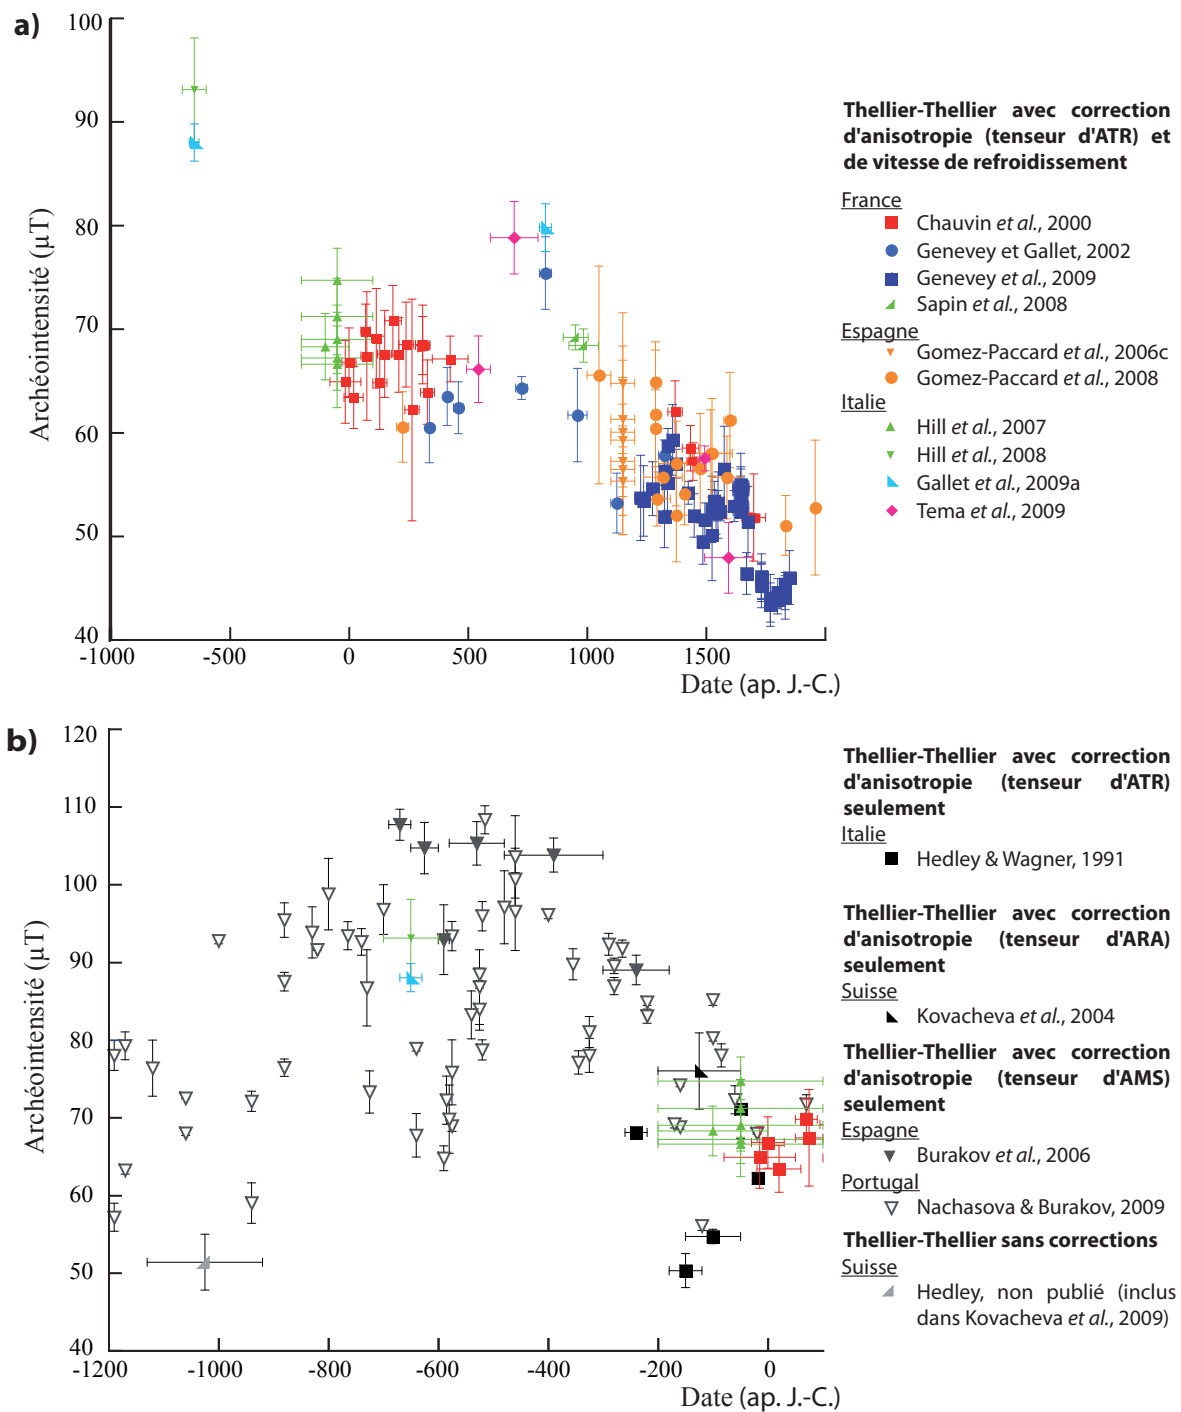 a)
100
90
80
70
60
50
40
Archéointensité (µT)
-1000
-500
0
500
1000
1500
Date (ap. J.-C.)
Thellier-Thellier avec correction
d'anisotropie (tenseur d'ATR) et
de vitesse de refroidissement
France
Chauvin et al., 2000
Genevey et Gallet, 2002
Genevey et al., 2009
Sapin et al., 2008
Espagne
Gomez-Paccard et al., 2006c
Gomez-Paccard et al., 2008
Italie
Hill et al., 2007
Hill et al., 2008
Gallet et al., 2009a
Tema et al., 2009
b)
120
110
100
90
80
70
60
50
40
Archéointensité (µT)
-1200
-1000
-800
-600
-400
-200
0
Date (ap. J.-C.)
Thellier-Thellier avec correction
d'anisotropie (tenseur d'ATR)
seulement
Italie
Hedley & Wagner, 1991
Thellier-Thellier avec correction
d'anisotropie (tenseur d'ARA)
seulement
Suisse
Kovacheva et al., 2004
Thellier-Thellier avec correction
d'anisotropie (tenseur d'AMS)
seulement
Espagne
Burakov et al., 2006
Portugal
Nachasova & Burakov, 2009
Thellier-Thellier sans corrections
Suisse
Hedley, non publié (inclus
dans Kovacheva et al., 2009)